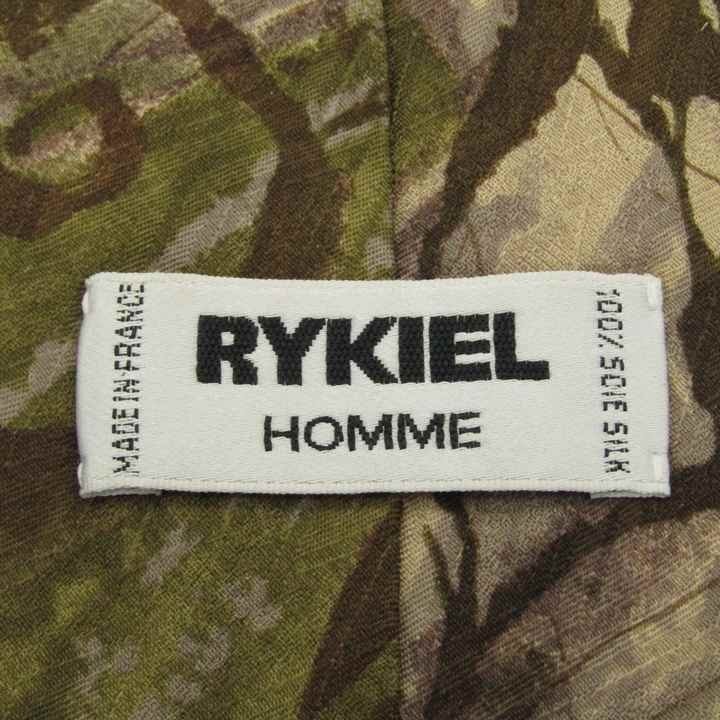 MADE IN FRANCE
RYKIEL
HOMME
100% SOIE SILK